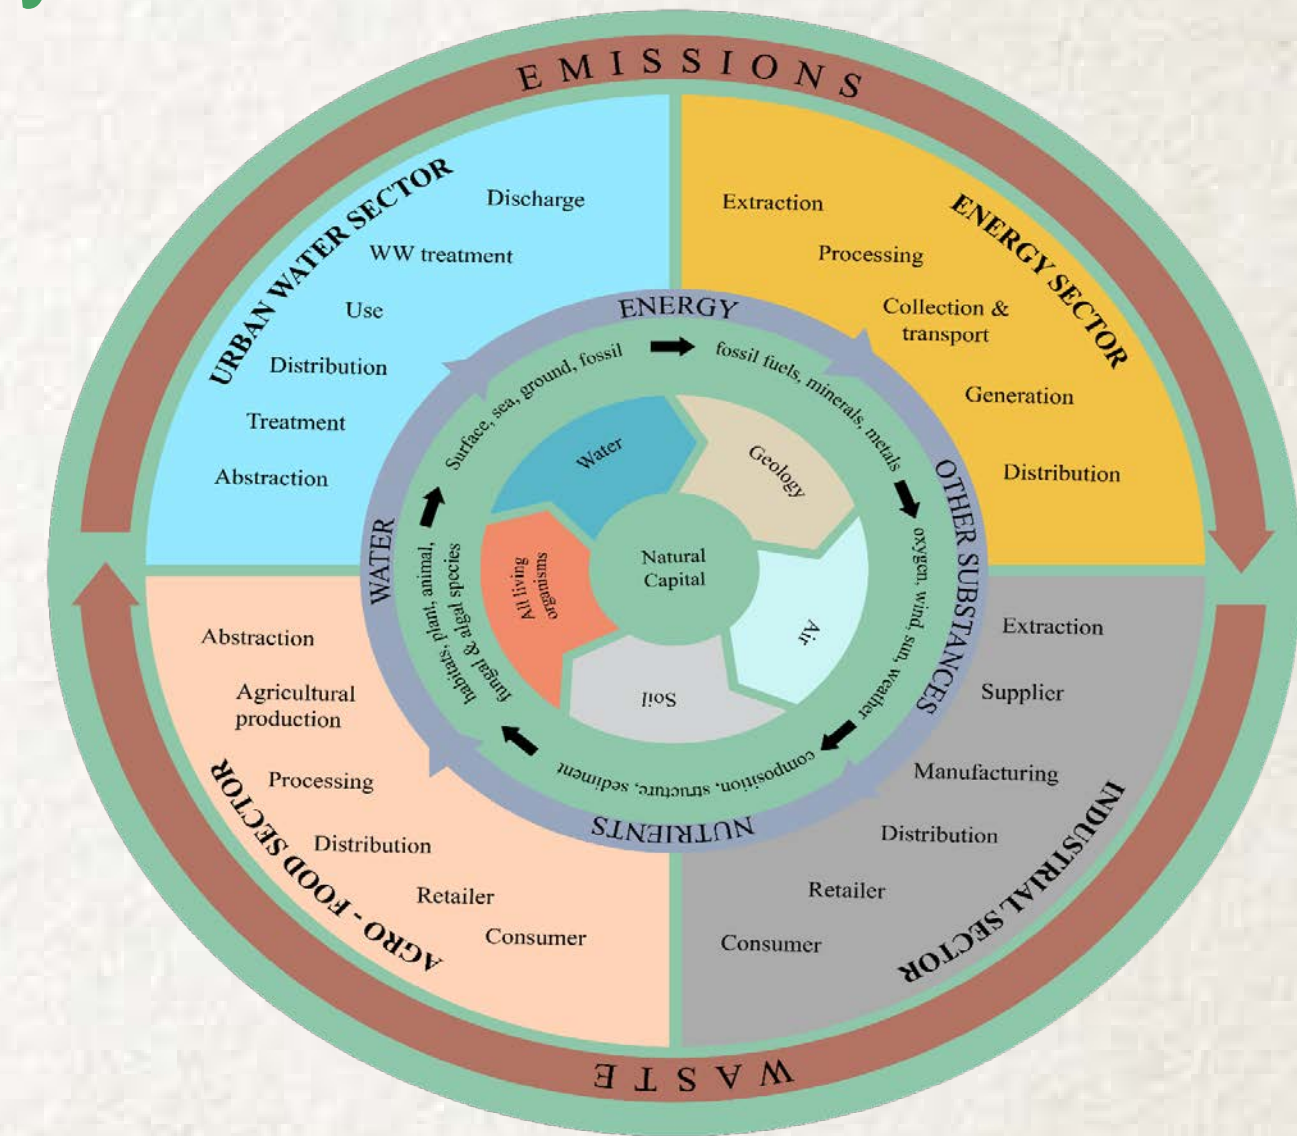 EMISSIONS
URBAN WATER SECTOR
Discharge
WW treatment
Use
Distribution
Treatment
Abstraction
ENERGY SECTOR
Extraction
Processing
Collection &
transport
Generation
Distribution
INDUSTRIAL SECTOR
Extraction
Supplier
Manufacturing
Distribution
Retailer
Consumer
AGRO - FOOD SECTOR
Abstraction
Agricultural
production
Processing
Distribution
Retailer
Consumer
ENERGY
OTHER SUBSTANCES
NUTRIENTS
WATER
Surface, sea, ground, fossil
fossil fuels, minerals, metals
oxygen, wind, sun, weather
composition, structure, sediment
habitats, plant, animal,
fungal & algal species
Water
Geology
Air
Soil
All living
organisms
Natural
Capital
WASTE